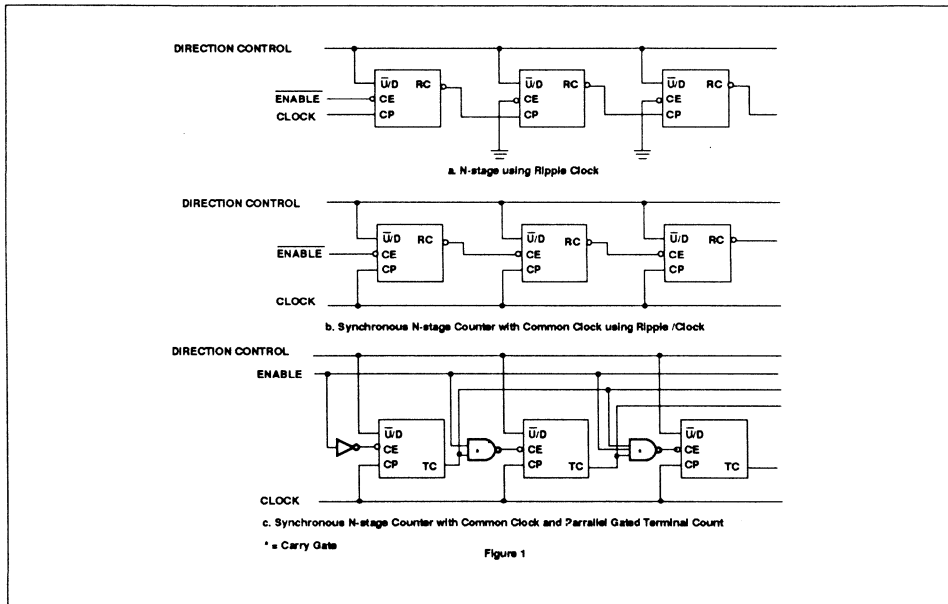 DIRECTION CONTROL
U̅/D RC U̅/D RC U̅/D RC
E̅N̅A̅B̅L̅E̅ CE CE CE
CLOCK CP CP CP
a. N-stage using Ripple Clock
DIRECTION CONTROL
U̅/D RC U̅/D RC U̅/D RC
E̅N̅A̅B̅L̅E̅ CE CE CE
CP CP CP
CLOCK
b. Synchronous N-stage Counter with Common Clock using Ripple /Clock
DIRECTION CONTROL
ENABLE
U̅/D U̅/D U̅/D
CE * CE * CE
CP TC CP TC CP TC
CLOCK
c. Synchronous N-stage Counter with Common Clock and Parrallel Gated Terminal Count
* = Carry Gate
Figure 1